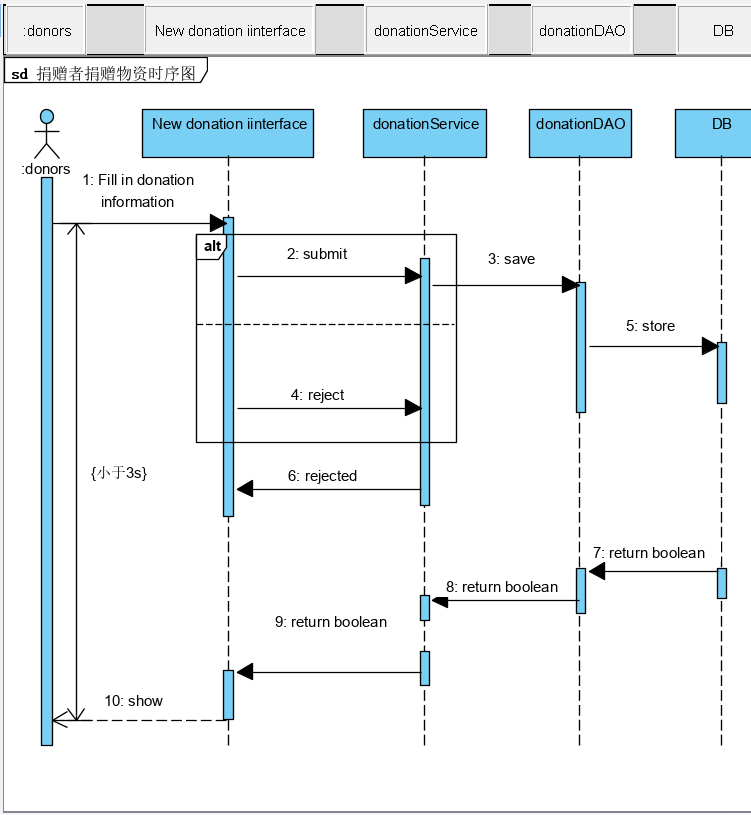 :donors
New donation iinterface
donationService
donationDAO
DB
sd 捐赠者捐赠物资时序图
New donation iinterface
donationService
donationDAO
DB
:donors
1: Fill in donation
information
alt
2: submit
3: save
5: store
4: reject
{小于3s}
6: rejected
7: return boolean
8: return boolean
9: return boolean
10: show